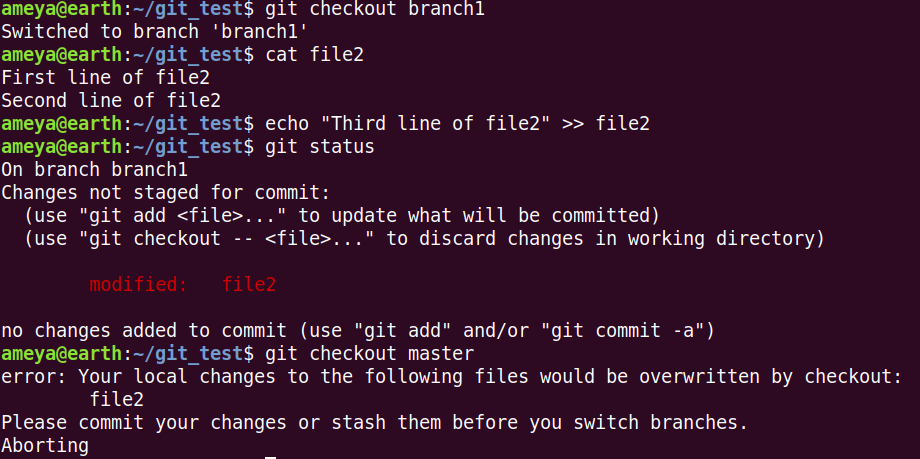 ameya@earth:~/git_test$ git checkout branch1
Switched to branch 'branch1'
ameya@earth:~/git_test$ cat file2
First line of file2
Second line of file2
ameya@earth:~/git_test$ echo "Third line of file2" >> file2
ameya@earth:~/git_test$ git status
On branch branch1
Changes not staged for commit:
  (use "git add <file>..." to update what will be committed)
  (use "git checkout -- <file>..." to discard changes in working directory)
        modified:   file2
no changes added to commit (use "git add" and/or "git commit -a")
ameya@earth:~/git_test$ git checkout master
error: Your local changes to the following files would be overwritten by checkout:
        file2
Please commit your changes or stash them before you switch branches.
Aborting